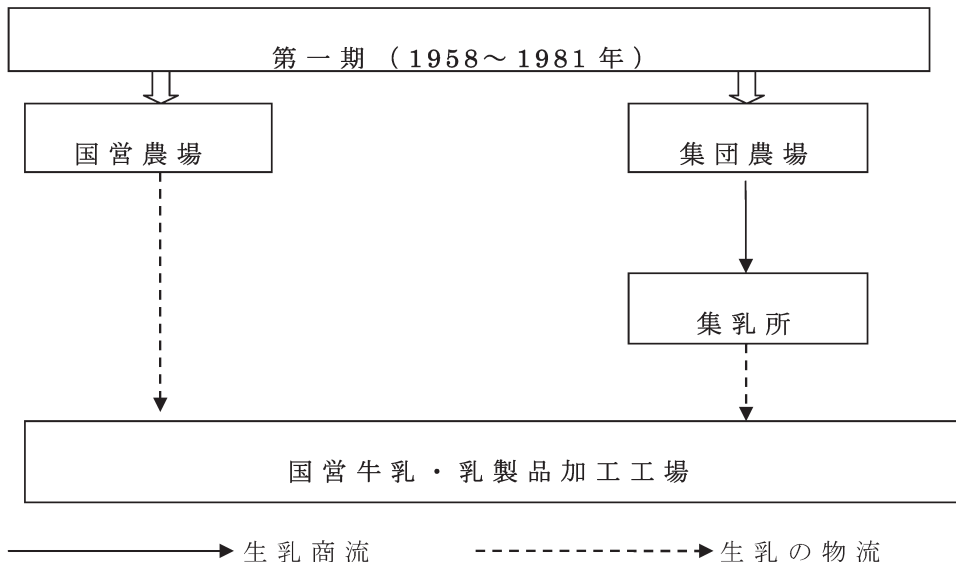 第一期（1958～1981年）
国営農場
集団農場
集乳所
国営牛乳・乳製品加工工場
生乳商流
生乳の物流